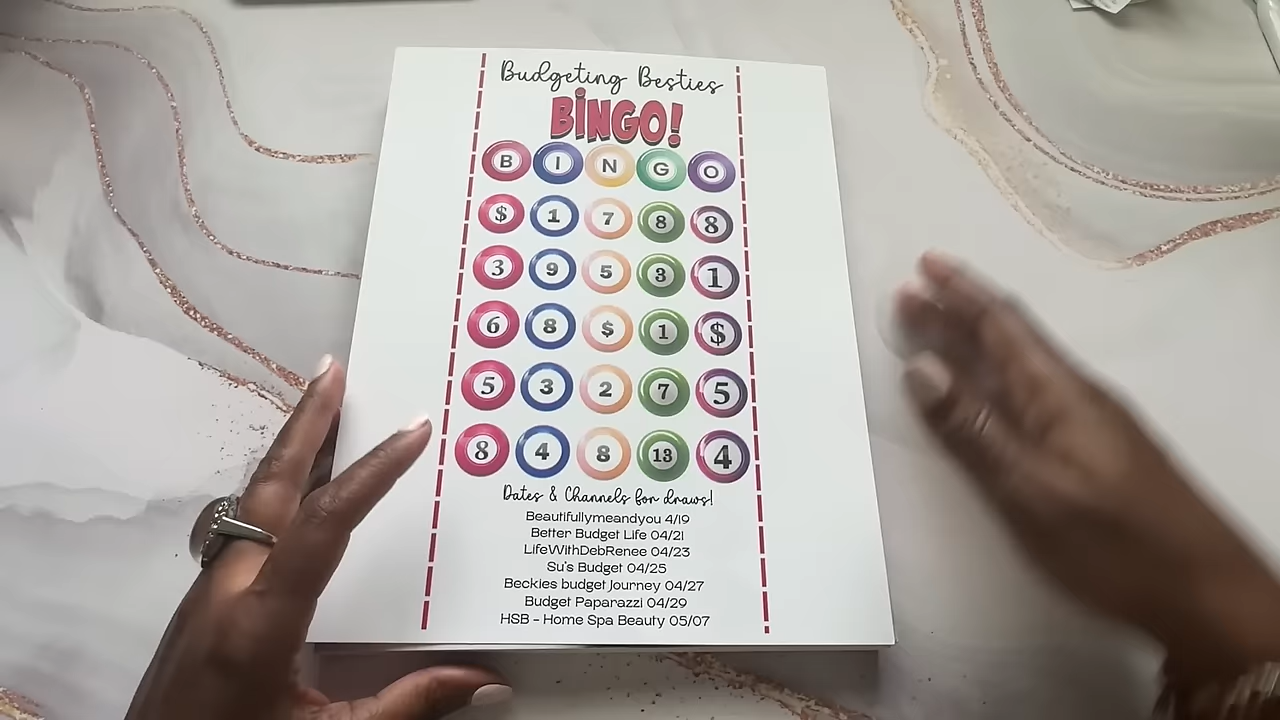 Budgeting Besties
BINGO!
B I N G O
$ 1 7 8 8
3 9 5 3 1
6 8 $ 1 $
5 3 2 7 5
8 4 8 13 4
Dates & Channels for draws!
Beautifullymeandyou 4/19
Better Budget Life 04/21
LifeWithDebRenee 04/23
Su's Budget 04/25
Beckies budget Journey 04/27
Budget Paparazzi 04/29
HSB - Home Spa Beauty 05/07